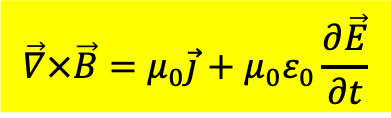 ∇⃗×B⃗ = μ₀j⃗ + μ₀ε₀ ∂E⃗/∂t